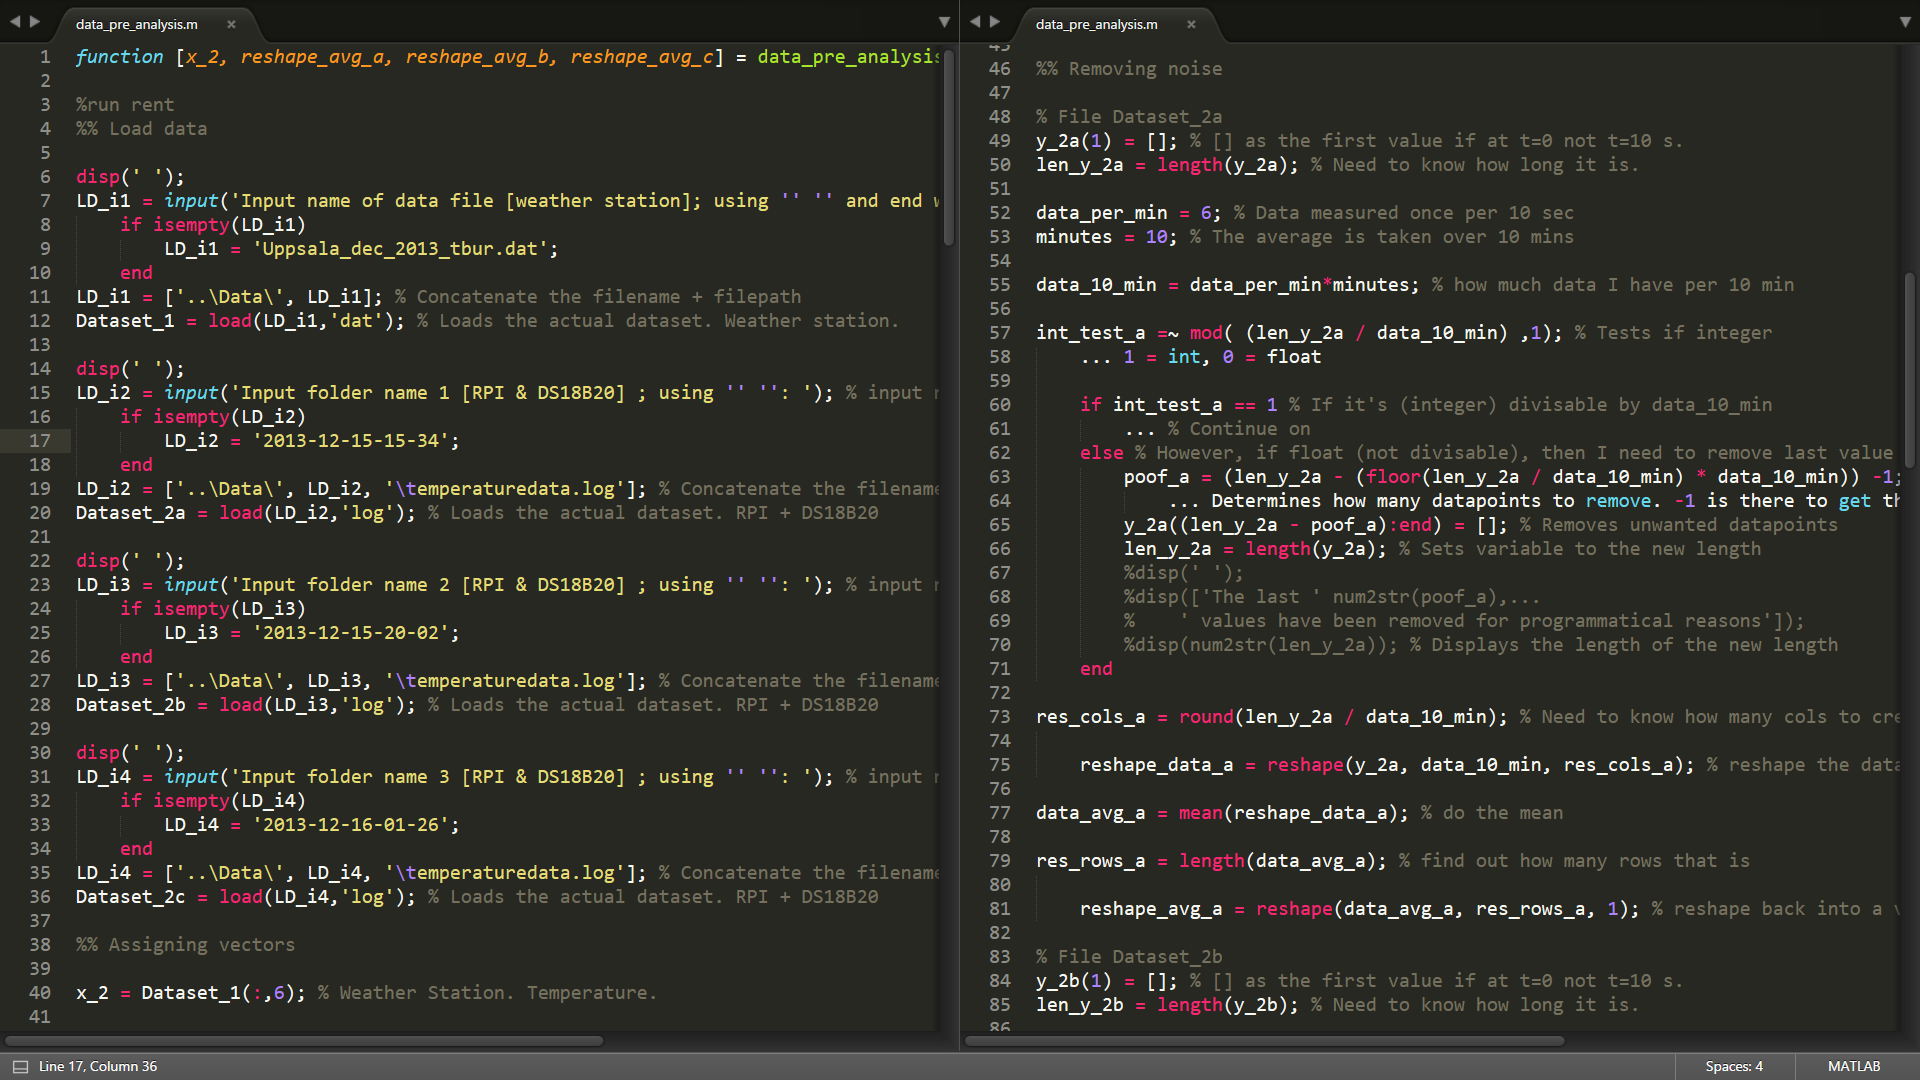 data_pre_analysis.m ×
1 function [x_2, reshape_avg_a, reshape_avg_b, reshape_avg_c] = data_pre_analysis
2
3 %run rent
4 %% Load data
5
6 disp(' ');
7 LD_i1 = input('Input name of data file [weather station]; using '' '' and end
8 if isempty(LD_i1)
9 LD_i1 = 'Uppsala_dec_2013_tbur.dat';
10 end
11 LD_i1 = ['..\Data\', LD_i1]; % Concatenate the filename + filepath
12 Dataset_1 = load(LD_i1,'dat'); % Loads the actual dataset. Weather station.
13
14 disp(' ');
15 LD_i2 = input('Input folder name 1 [RPI & DS18B20] ; using '' '': '); % input
16 if isempty(LD_i2)
17 LD_i2 = '2013-12-15-15-34';
18 end
19 LD_i2 = ['..\Data\', LD_i2, '\temperaturedata.log']; % Concatenate the filename
20 Dataset_2a = load(LD_i2,'log'); % Loads the actual dataset. RPI + DS18B20
21
22 disp(' ');
23 LD_i3 = input('Input folder name 2 [RPI & DS18B20] ; using '' '': '); % input
24 if isempty(LD_i3)
25 LD_i3 = '2013-12-15-20-02';
26 end
27 LD_i3 = ['..\Data\', LD_i3, '\temperaturedata.log']; % Concatenate the filename
28 Dataset_2b = load(LD_i3,'log'); % Loads the actual dataset. RPI + DS18B20
29
30 disp(' ');
31 LD_i4 = input('Input folder name 3 [RPI & DS18B20] ; using '' '': '); % input
32 if isempty(LD_i4)
33 LD_i4 = '2013-12-16-01-26';
34 end
35 LD_i4 = ['..\Data\', LD_i4, '\temperaturedata.log']; % Concatenate the filename
36 Dataset_2c = load(LD_i4,'log'); % Loads the actual dataset. RPI + DS18B20
37
38 %% Assigning vectors
39
40 x_2 = Dataset_1(:,6); % Weather Station. Temperature.
41
data_pre_analysis.m ×
45
46 %% Removing noise
47
48 % File Dataset_2a
49 y_2a(1) = []; % [] as the first value if at t=0 not t=10 s.
50 len_y_2a = length(y_2a); % Need to know how long it is.
51
52 data_per_min = 6; % Data measured once per 10 sec
53 minutes = 10; % The average is taken over 10 mins
54
55 data_10_min = data_per_min*minutes; % how much data I have per 10 min
56
57 int_test_a =~ mod( (len_y_2a / data_10_min) ,1); % Tests if integer
58 ... 1 = int, 0 = float
59
60 if int_test_a == 1 % If it's (integer) divisable by data_10_min
61 ... % Continue on
62 else % However, if float (not divisable), then I need to remove last value
63 poof_a = (len_y_2a - (floor(len_y_2a / data_10_min) * data_10_min)) -1;
64 ... Determines how many datapoints to remove. -1 is there to get th
65 y_2a((len_y_2a - poof_a):end) = []; % Removes unwanted datapoints
66 len_y_2a = length(y_2a); % Sets variable to the new length
67 %disp(' ');
68 %disp(['The last ' num2str(poof_a),...
69 % ' values have been removed for programmatical reasons']);
70 %disp(num2str(len_y_2a)); % Displays the length of the new length
71 end
72
73 res_cols_a = round(len_y_2a / data_10_min); % Need to know how many cols to cre
74
75 reshape_data_a = reshape(y_2a, data_10_min, res_cols_a); % reshape the data
76
77 data_avg_a = mean(reshape_data_a); % do the mean
78
79 res_rows_a = length(data_avg_a); % find out how many rows that is
80
81 reshape_avg_a = reshape(data_avg_a, res_rows_a, 1); % reshape back into a v
82
83 % File Dataset_2b
84 y_2b(1) = []; % [] as the first value if at t=0 not t=10 s.
85 len_y_2b = length(y_2b); % Need to know how long it is.
86
Line 17, Column 36
Spaces: 4
MATLAB